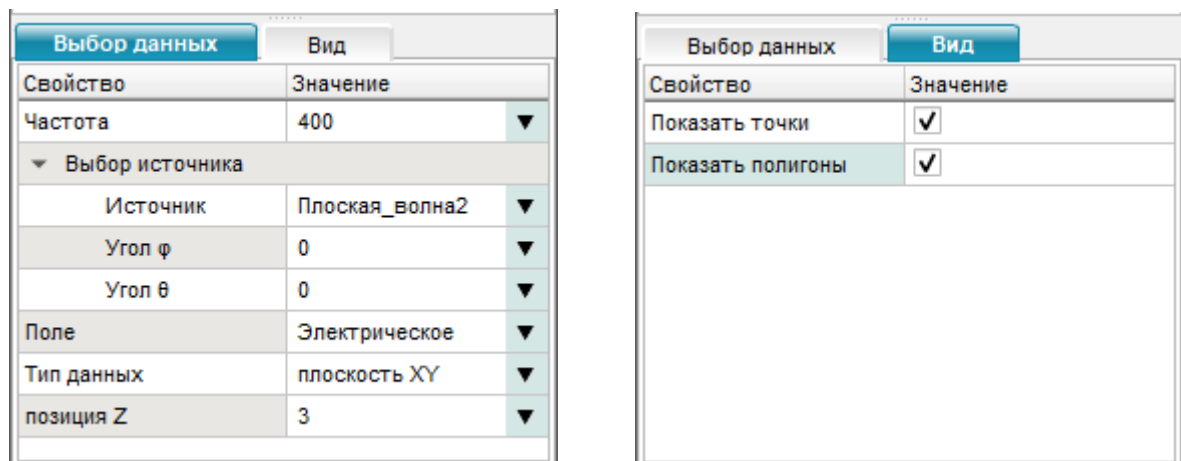 Выбор данных Вид
Свойство Значение
Частота 400
Выбор источника
Источник Плоская_волна2
Угол φ 0
Угол θ 0
Поле Электрическое
Тип данных плоскость XY
позиция Z 3
Выбор данных Вид
Свойство Значение
Показать точки
Показать полигоны